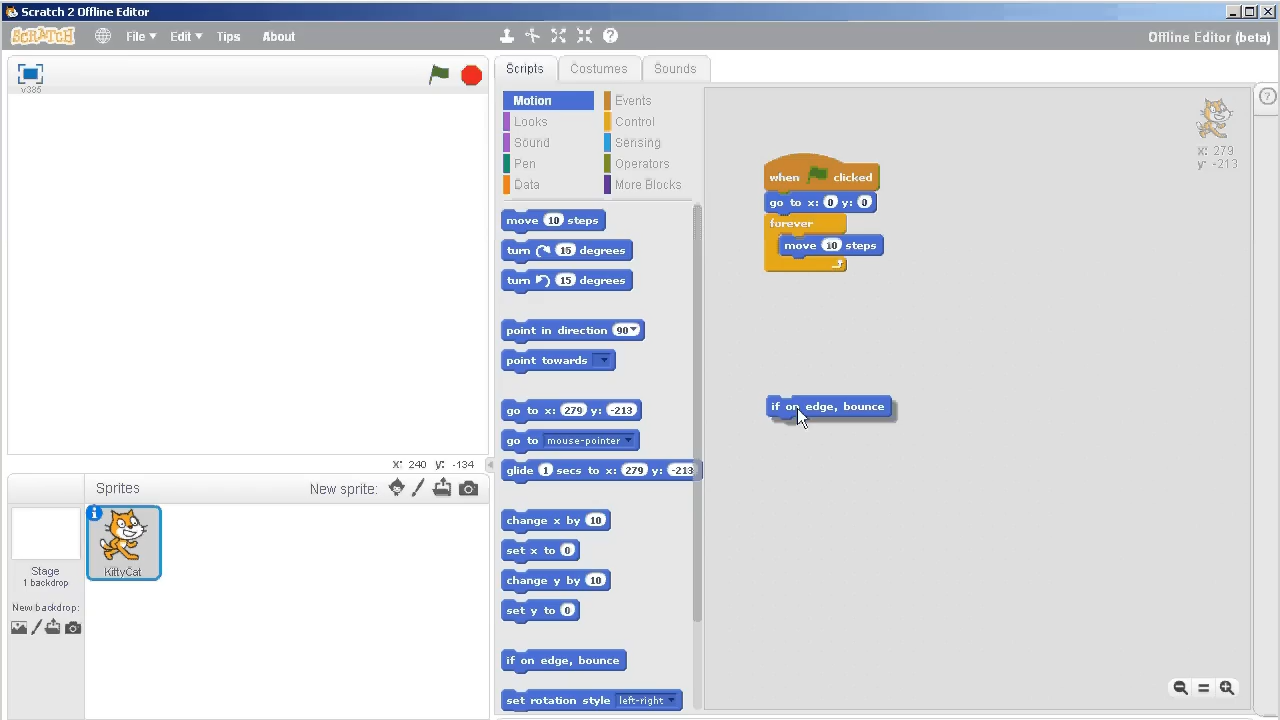 Scratch 2 Offline Editor
SCRATCH File Edit Tips About Offline Editor (beta)
v385
Scripts Costumes Sounds
Motion Events
Looks Control
Sound Sensing
Pen Operators
Data More Blocks
move 10 steps
turn 15 degrees
turn 15 degrees
point in direction 90
point towards
go to x: 279 y: -213
go to mouse-pointer
glide 1 secs to x: 279 y: -213
change x by 10
set x to 0
change y by 10
set y to 0
if on edge, bounce
set rotation style left-right
when clicked
go to x: 0 y: 0
forever
move 10 steps
if on edge, bounce
x: 279
y: -213
X: 240 y: -134
Sprites New sprite:
KittyCat
Stage
1 backdrop
New backdrop: